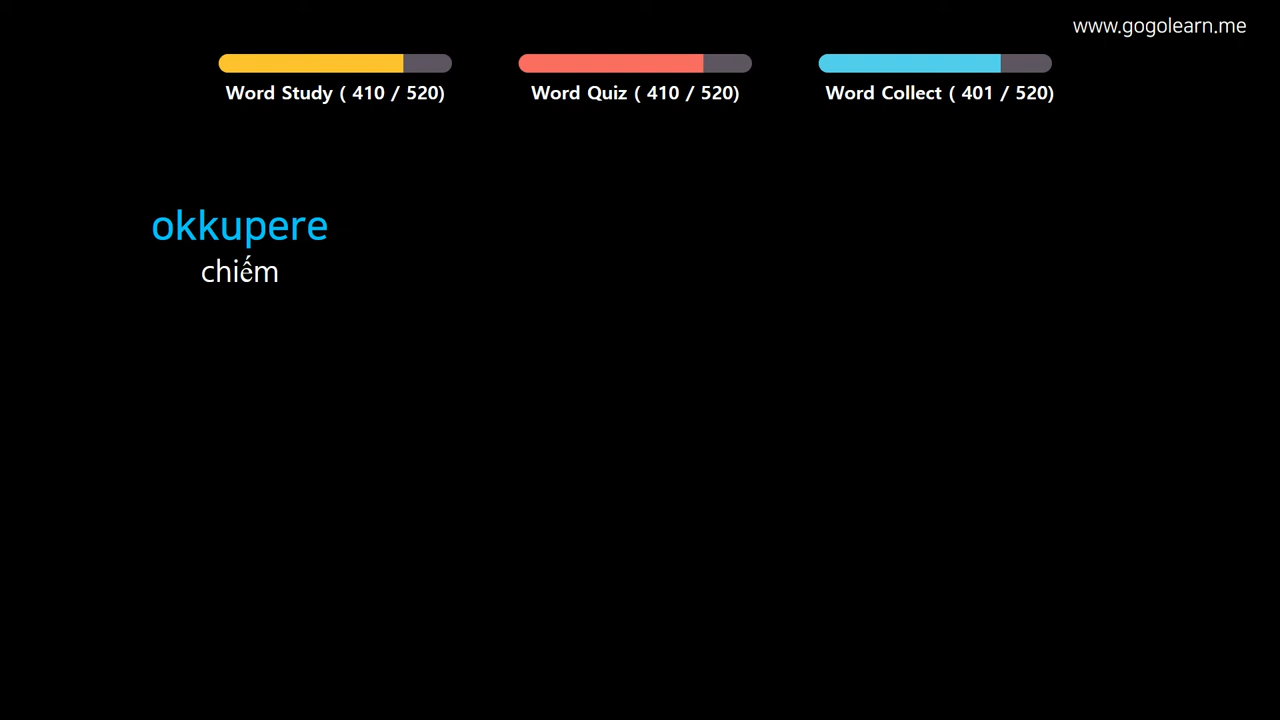 www.gogolearn.me
Word Study ( 410 / 520)
Word Quiz ( 410 / 520)
Word Collect ( 401 / 520)
okkupere
chiếm